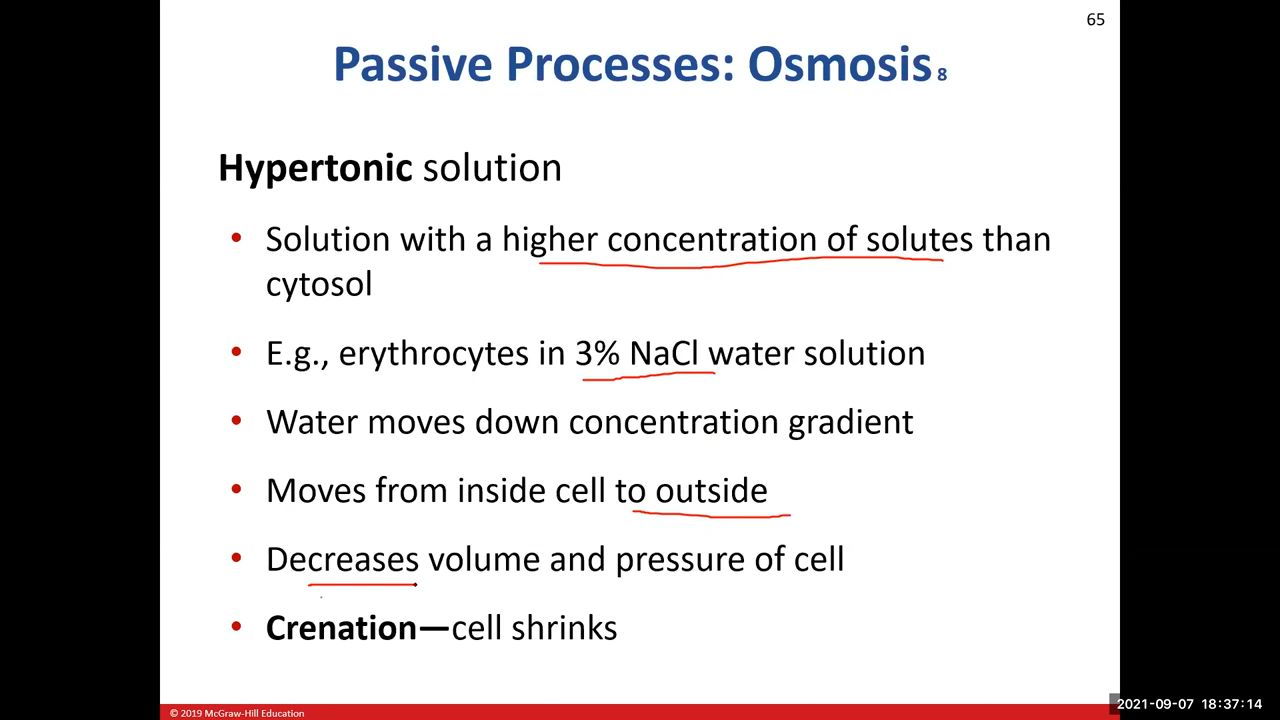 65
Passive Processes: Osmosis 8
Hypertonic solution
• Solution with a higher concentration of solutes than
cytosol
• E.g., erythrocytes in 3% NaCl water solution
• Water moves down concentration gradient
• Moves from inside cell to outside
• Decreases volume and pressure of cell
• Crenation—cell shrinks
© 2019 McGraw-Hill Education
2021-09-07 18:37:14